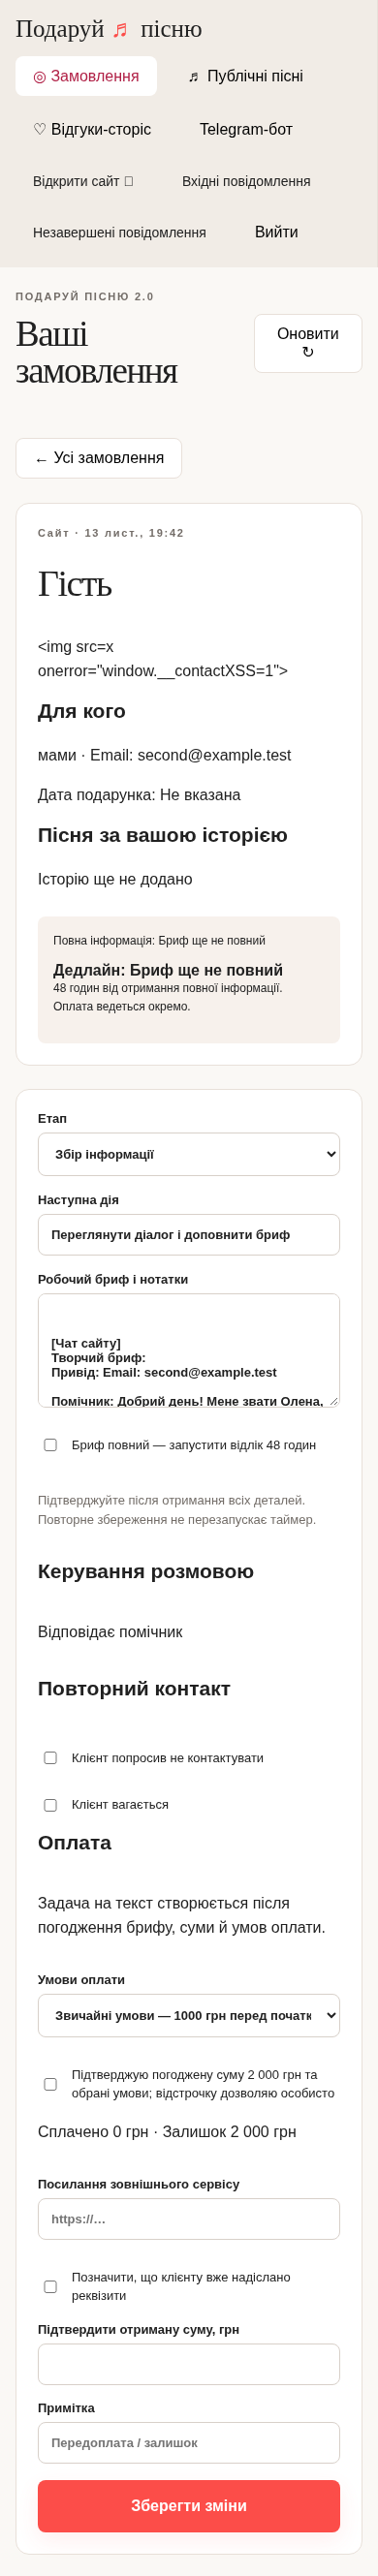 Подаруй ♬ пісню
◎ Замовлення
♬ Публічні пісні
♡ Відгуки-сторіс
Telegram-бот
Відкрити сайт
Вхідні повідомлення
Незавершені повідомлення
Вийти
ПОДАРУЙ ПІСНЮ 2.0
Ваші
замовлення
Оновити
↻
← Усі замовлення
Сайт · 13 лист., 19:42
Гість
<img src=x
onerror="window.__contactXSS=1">
Для кого
мами · Email: second@example.test
Дата подарунка: Не вказана
Пісня за вашою історією
Історію ще не додано
Повна інформація: Бриф ще не повний
Дедлайн: Бриф ще не повний
48 годин від отримання повної інформації.
Оплата ведеться окремо.
Етап
Збір інформації
Наступна дія
Переглянути діалог і доповнити бриф
Робочий бриф і нотатки
[Чат сайту]
Творчий бриф:
Привід: Email: second@example.test
Помічник: Добрий день! Мене звати Олена,
Бриф повний — запустити відлік 48 годин
Підтверджуйте після отримання всіх деталей.
Повторне збереження не перезапускає таймер.
Керування розмовою
Відповідає помічник
Повторний контакт
Клієнт попросив не контактувати
Клієнт вагається
Оплата
Задача на текст створюється після
погодження брифу, суми й умов оплати.
Умови оплати
Звичайні умови — 1000 грн перед початк
Підтверджую погоджену суму 2 000 грн та
обрані умови; відстрочку дозволяю особисто
Сплачено 0 грн · Залишок 2 000 грн
Посилання зовнішнього сервісу
https://…
Позначити, що клієнту вже надіслано
реквізити
Підтвердити отриману суму, грн
Примітка
Передоплата / залишок
Зберегти зміни